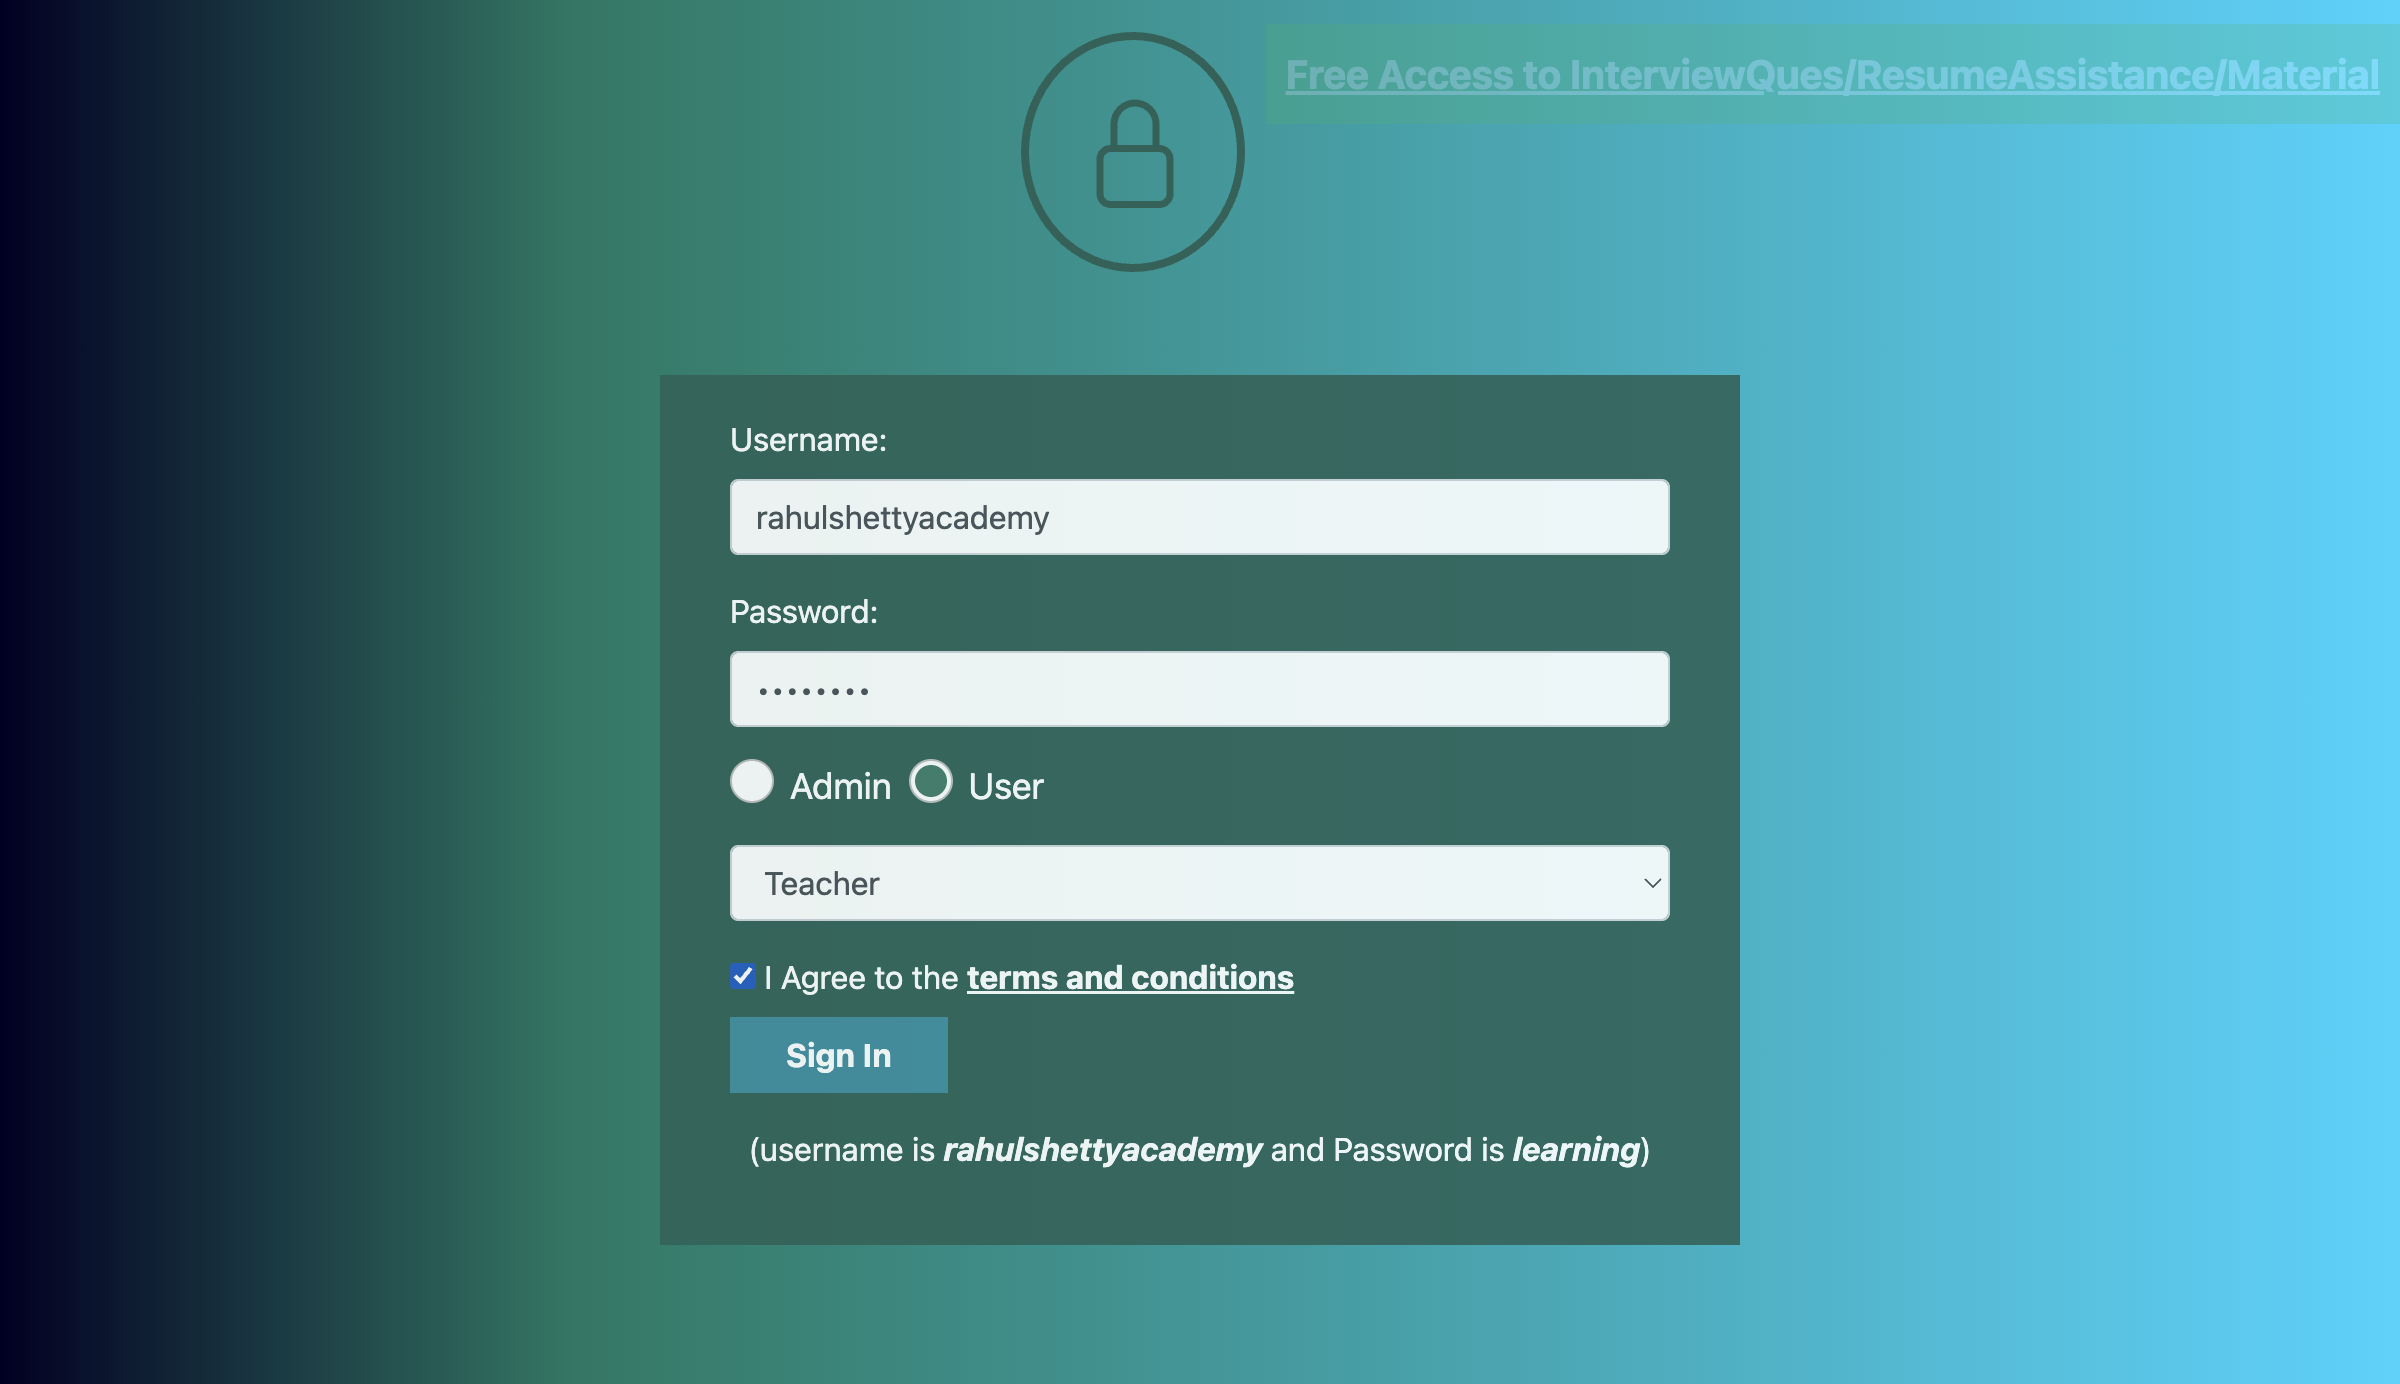 Free Access to InterviewQues/ResumeAssistance/Material
Username:
rahulshettyacademy
Password:
••••••••
Admin User
Teacher
I Agree to the terms and conditions
Sign In
(username is rahulshettyacademy and Password is learning)